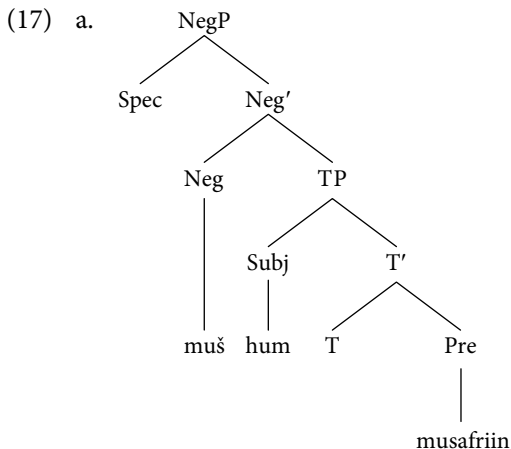 (17) a. NegP
Spec Neg′
Neg TP
Subj T′
muš hum T Pre
musafriin